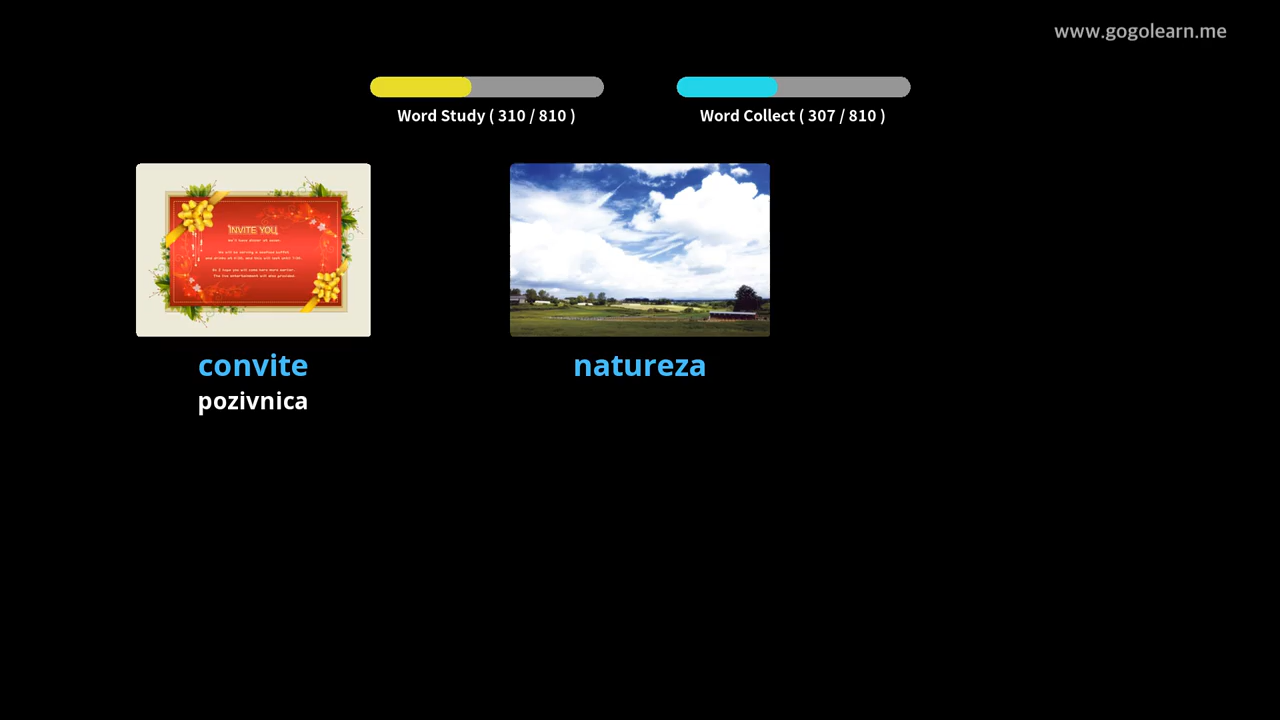 www.gogolearn.me
Word Study ( 310 / 810 )
Word Collect ( 307 / 810 )
INVITE YOU
convite
pozivnica
natureza